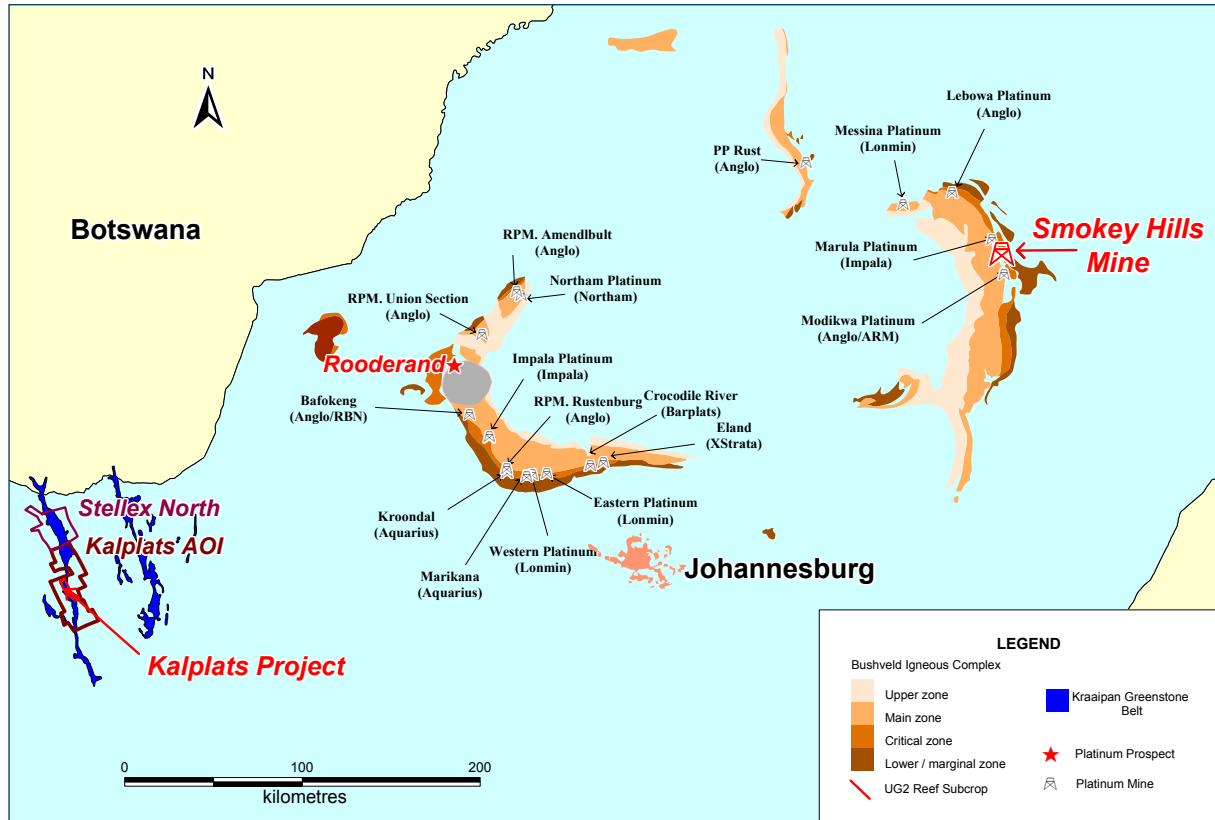 N
Botswana
Lebowa Platinum
(Anglo)
Messina Platinum
(Lonmin)
PP Rust
(Anglo)
Smokey Hills
Mine
Marula Platinum
(Impala)
Modikwa Platinum
(Anglo/ARM)
RPM. Amendlbult
(Anglo)
Northam Platinum
(Northam)
RPM. Union Section
(Anglo)
Rooderand
Impala Platinum
(Impala)
Bafokeng
(Anglo/RBN)
RPM. Rustenburg
(Anglo)
Crocodile River
(Barplats)
Eland
(XStrata)
Kroondal
(Aquarius)
Eastern Platinum
(Lonmin)
Western Platinum
(Lonmin)
Marikana
(Aquarius)
Johannesburg
Stellex North
Kalplats AOI
Kalplats Project
0 100 200
kilometres
LEGEND
Bushveld Igneous Complex
Upper zone
Main zone
Critical zone
Lower / marginal zone
UG2 Reef Subcrop
Kraaipan Greenstone
Belt
Platinum Prospect
Platinum Mine